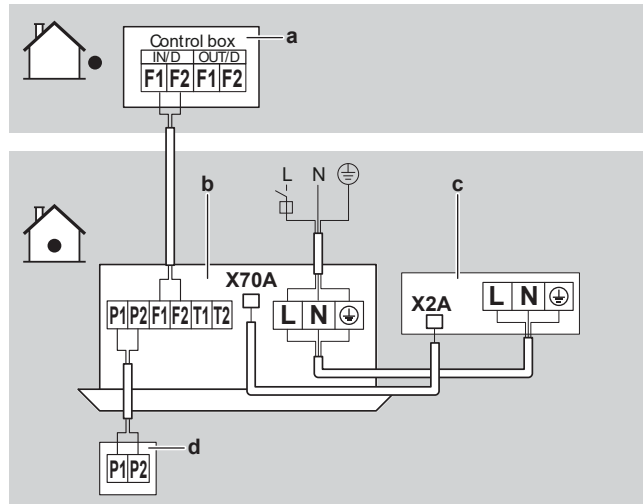 Control box
a
IN/D OUT/D
F1 F2 F1 F2
L N
b
c
X70A
P1 P2 F1 F2 T1 T2
L N
X2A
L N
d
P1 P2